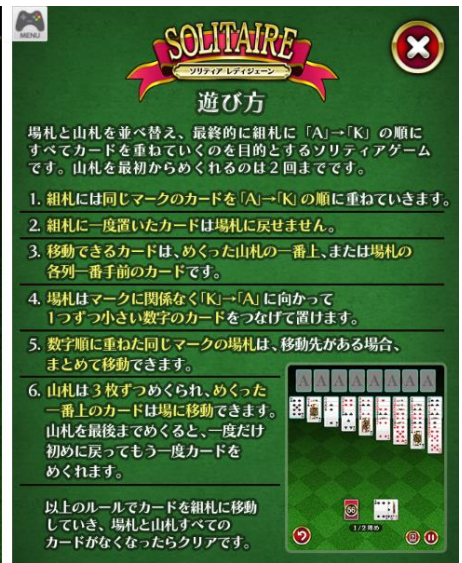 MENU
SOLITAIRE
ソリティア レディジェーン
遊び方
場札と山札を並べ替え、最終的に組札に「A」→「K」の順に
すべてカードを重ねていくのを目的とするソリティアゲーム
です。山札を最初からめくれるのは2回までです。
1. 組札には同じマークのカードを「A」→「K」の順に重ねていきます。
2. 組札に一度置いたカードは場札に戻せません。
3. 移動できるカードは、めくった山札の一番上、または場札の
各列一番手前のカードです。
4. 場札はマークに関係なく「K」→「A」に向かって
1つずつ小さい数字のカードをつなげて置けます。
5. 数字順に重ねた同じマークの場札は、移動先がある場合、
まとめて移動できます。
6. 山札は3枚ずつめくられ、めくった
一番上のカードは場に移動できます。
山札を最後までめくると、一度だけ
初めに戻ってもう一度カードを
めくれます。
以上のルールでカードを組札に移動
していき、場札と山札すべての
カードがなくなったらクリアです。
A A A A A A A A
56